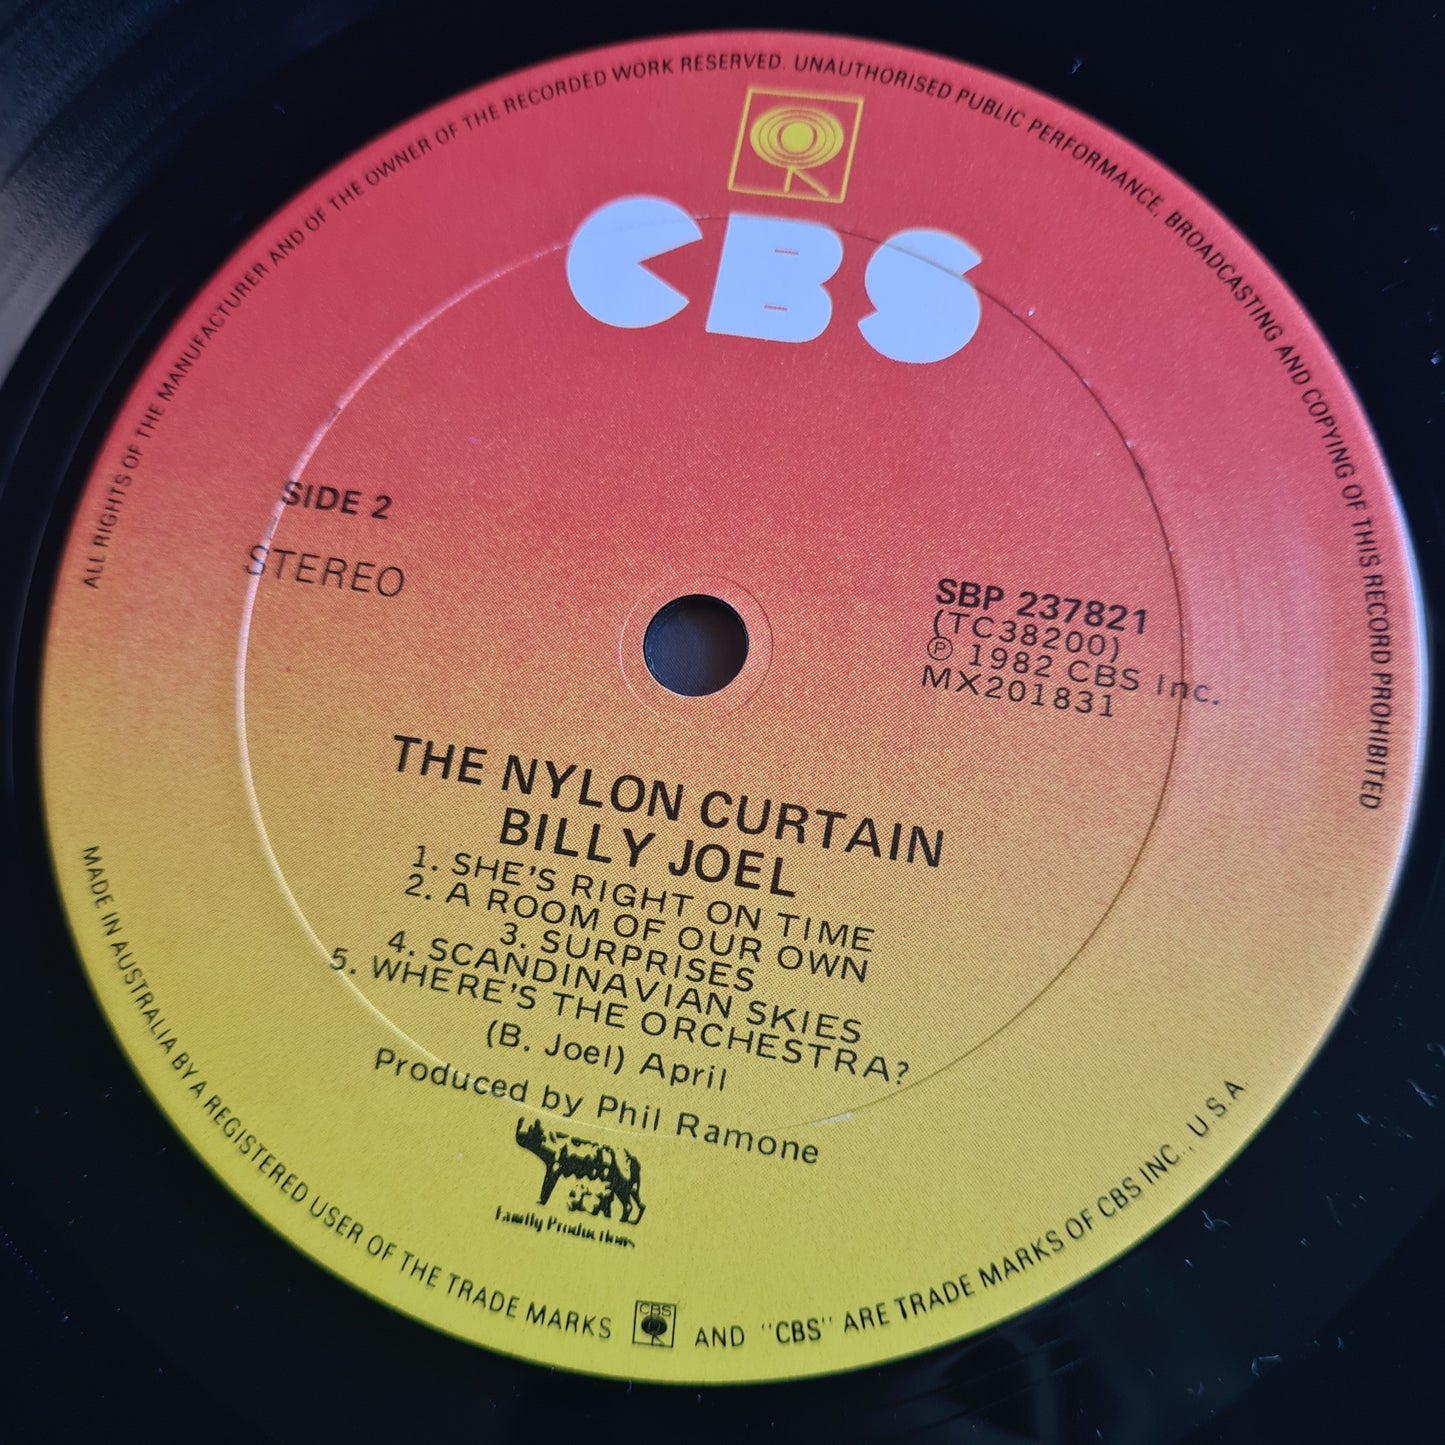 ALL RIGHTS OF THE MANUFACTURER AND OF THE OWNER OF THE RECORDED WORK RESERVED. UNAUTHORISED PUBLIC PERFORMANCE, BROADCASTING AND COPYING OF THIS RECORD PROHIBITED
CBS
SIDE 2
STEREO
SBP 237821
(TC38200)
Ⓟ 1982 CBS Inc.
MX201831
THE NYLON CURTAIN
BILLY JOEL
1. SHE'S RIGHT ON TIME
2. A ROOM OF OUR OWN
3. SURPRISES
4. SCANDINAVIAN SKIES
5. WHERE'S THE ORCHESTRA?
(B. Joel) April
Produced by Phil Ramone
Family Productions
MADE IN AUSTRALIA BY A REGISTERED USER OF THE TRADE MARKS CBS AND "CBS" ARE TRADE MARKS OF CBS INC., U.S.A.